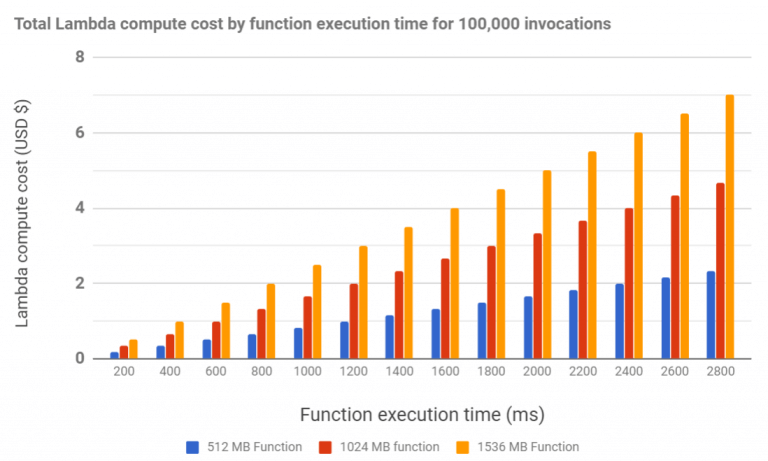 Total Lambda compute cost by function execution time for 100,000 invocations
Lambda compute cost (USD $)
8
6
4
2
0
200 400 600 800 1000 1200 1400 1600 1800 2000 2200 2400 2600 2800
Function execution time (ms)
512 MB Function 1024 MB function 1536 MB Function